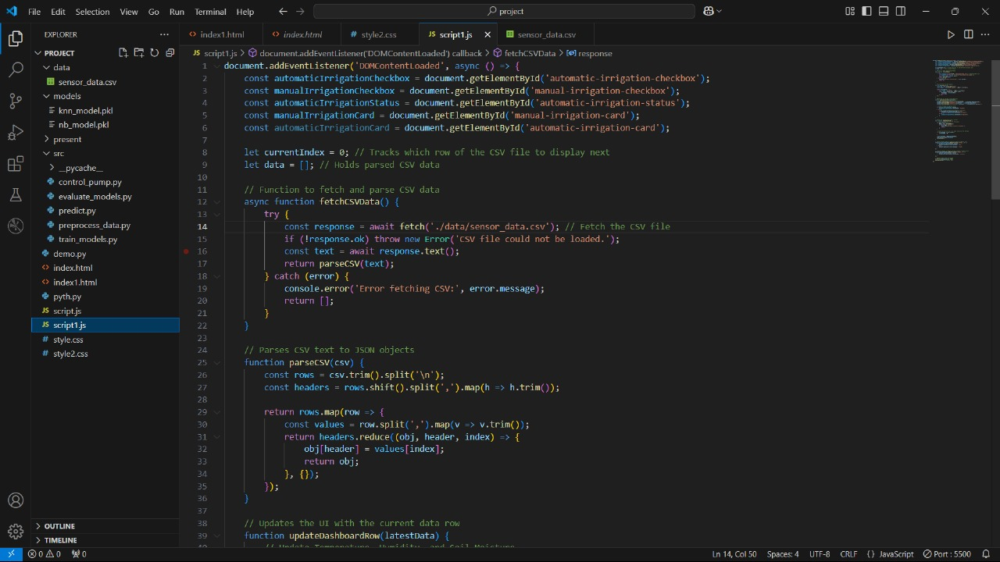 File Edit Selection View Go Run Terminal Help
project
EXPLORER
index1.html
index.html
# style2.css
JS script1.js
sensor_data.csv
PROJECT
data
sensor_data.csv
models
knn_model.pkl
nb_model.pkl
present
src
__pycache__
control_pump.py
evaluate_models.py
predict.py
preprocess_data.py
train_models.py
demo.py
index.html
index1.html
pyth.py
JS script.js
JS script1.js
# style.css
# style2.css
OUTLINE
TIMELINE
JS script1.js > document.addEventListener('DOMContentLoaded') callback > fetchCSVData > response
1 document.addEventListener('DOMContentLoaded', async () => {
2 const automaticIrrigationCheckbox = document.getElementById('automatic-irrigation-checkbox');
3 const manualIrrigationCheckbox = document.getElementById('manual-irrigation-checkbox');
4 const automaticIrrigationStatus = document.getElementById('automatic-irrigation-status');
5 const manualIrrigationCard = document.getElementById('manual-irrigation-card');
6 const automaticIrrigationCard = document.getElementById('automatic-irrigation-card');
7
8 let currentIndex = 0; // Track which row of the CSV file to display next
9 let data = []; // Holds parsed CSV data
10
11 // Function to fetch and parse CSV data
12 async function fetchCSVData() {
13 try {
14 const response = await fetch('./data/sensor_data.csv'); // Fetch the CSV file
15 if (!response.ok) throw new Error('CSV file could not be loaded.');
16 const text = await response.text();
17 return parseCSV(text);
18 } catch (error) {
19 console.error('Error fetching CSV:', error.message);
20 return [];
21 }
22 }
23
24 // Parses CSV text to JSON objects
25 function parseCSV(csv) {
26 const rows = csv.trim().split('\n');
27 const headers = rows.shift().split(',').map(h => h.trim());
28
29 return rows.map(row => {
30 const values = row.split(',').map(v => v.trim());
31 return headers.reduce((obj, header, index) => {
32 obj[header] = values[index];
33 return obj;
34 }, {});
35 });
36 }
37
38 // Updates the UI with the current data row
39 function updateDashboardRow(latestData) {
40 // Update Temperature, Humidity, and Soil Moisture
0 0 0
Ln 14, Col 50 Spaces: 4 UTF-8 CRLF {} JavaScript Port : 5500